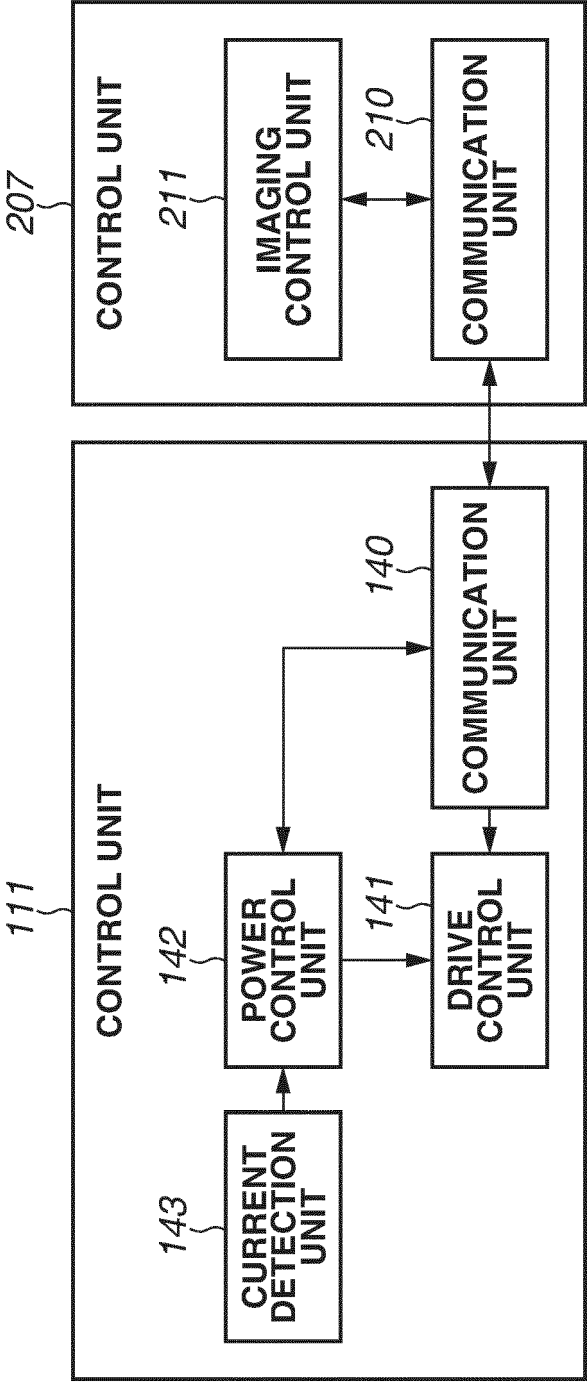 111
CONTROL UNIT
143
CURRENT
DETECTION
UNIT
142
POWER
CONTROL
UNIT
141
DRIVE
CONTROL
UNIT
140
COMMUNICATION
UNIT
207
CONTROL UNIT
211
IMAGING
CONTROL UNIT
210
COMMUNICATION
UNIT